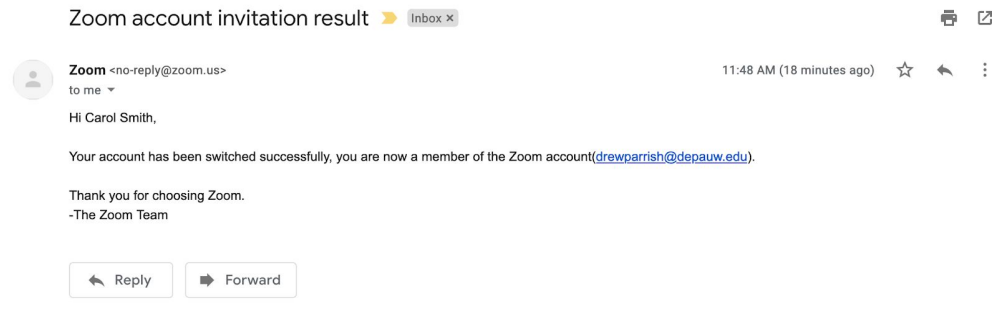 Zoom account invitation result Inbox ×
Zoom <no-reply@zoom.us> 11:48 AM (18 minutes ago)
to me
Hi Carol Smith,
Your account has been switched successfully, you are now a member of the Zoom account(drewparrish@depauw.edu).
Thank you for choosing Zoom.
-The Zoom Team
Reply Forward